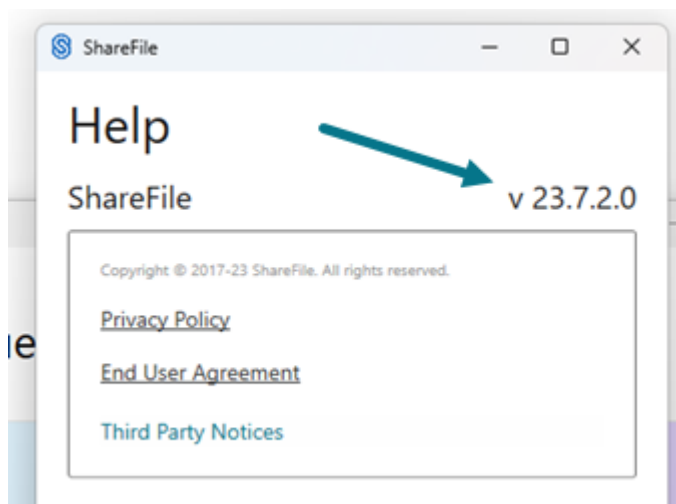 ShareFile
Help
ShareFile
v 23.7.2.0
Copyright © 2017-23 ShareFile. All rights reserved.
Privacy Policy
End User Agreement
Third Party Notices